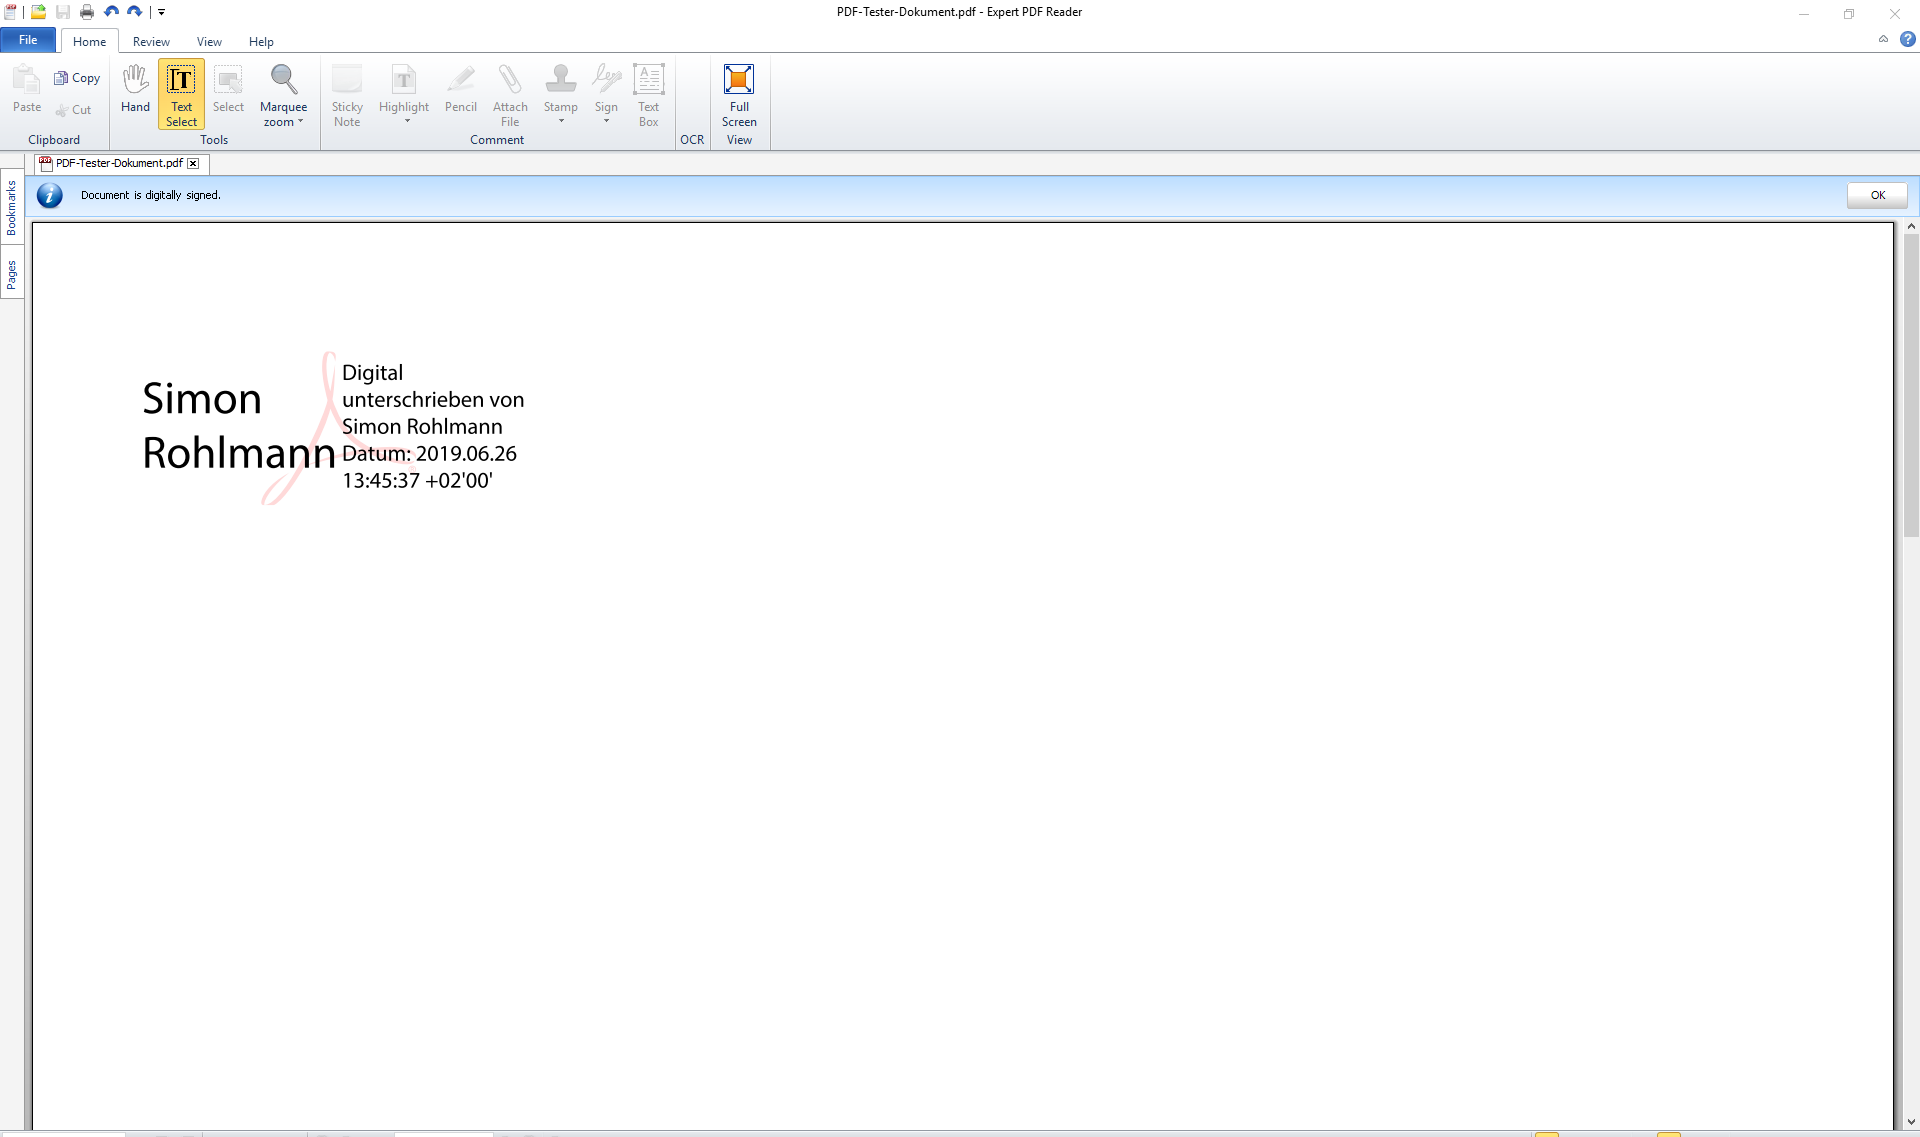 PDF-Tester-Dokument.pdf - Expert PDF Reader
File Home Review View Help
Paste
Copy
Cut
Clipboard
Hand
Text Select
Select
Marquee zoom
Tools
Sticky Note
Highlight
Pencil
Attach File
Stamp
Sign
Text Box
Comment
OCR
Full Screen
View
PDF-Tester-Dokument.pdf
Bookmarks
Pages
Document is digitally signed.
OK
Simon
Rohlmann
Digital
unterschrieben von
Simon Rohlmann
Datum: 2019.06.26
13:45:37 +02'00'